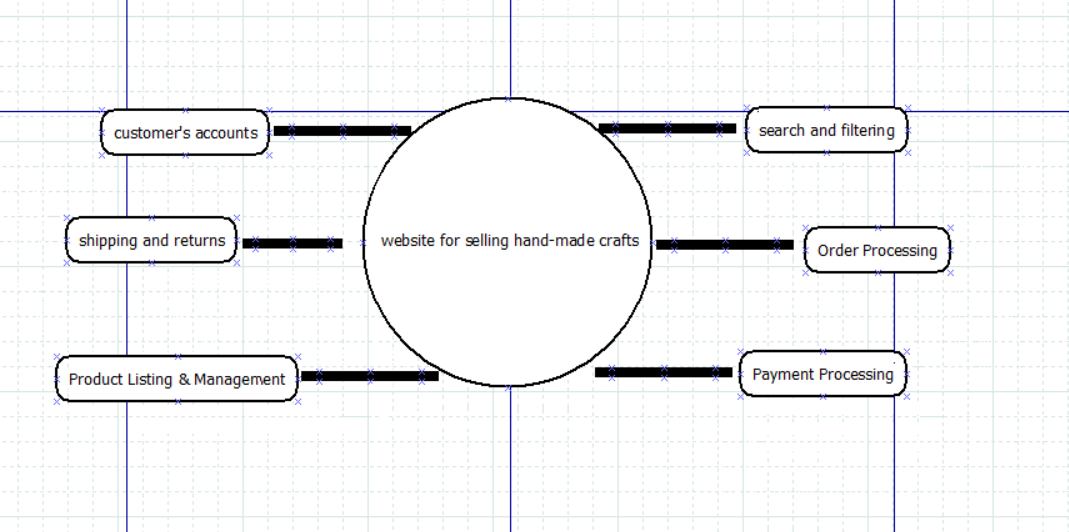 customer's accounts
search and filtering
shipping and returns
website for selling hand-made crafts
Order Processing
Product Listing & Management
Payment Processing